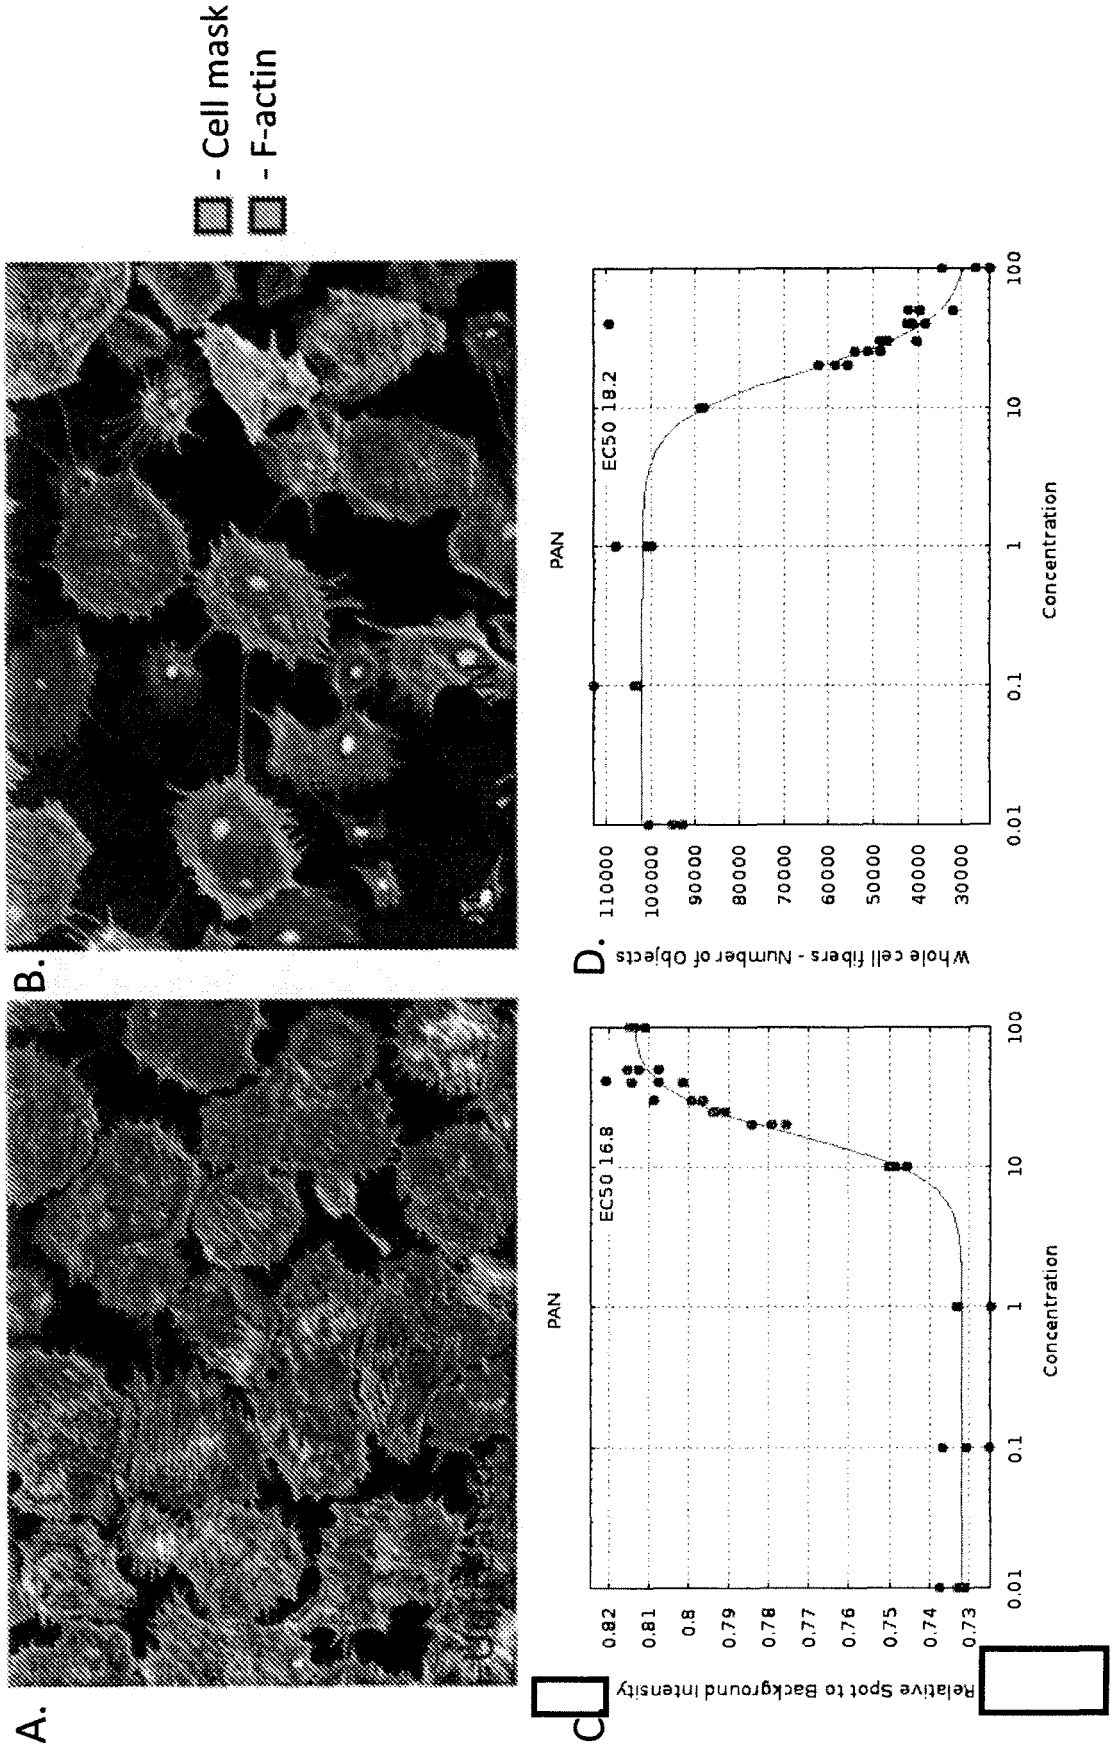 A.
B.
- Cell mask
- F-actin
C.
PAN
EC50 16.8
Relative Spot to Background Intensity
0.82
0.81
0.8
0.79
0.78
0.77
0.76
0.75
0.74
0.73
0.01
0.1
1
10
100
Concentration
D.
PAN
EC50 18.2
Whole cell fibers - Number of Objects
110000
100000
90000
80000
70000
60000
50000
40000
30000
0.01
0.1
1
10
100
Concentration